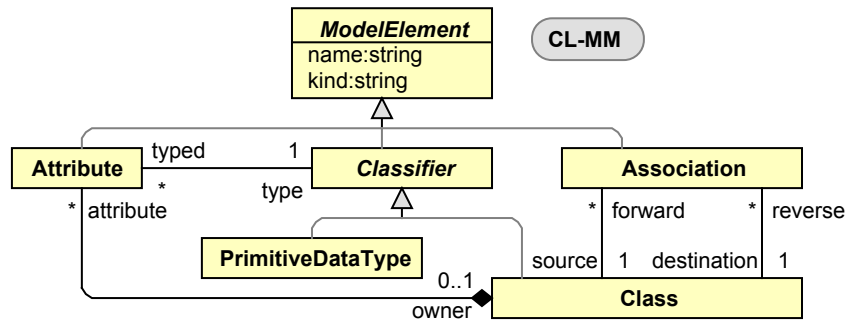 ModelElement
name:string
kind:string
CL-MM
Attribute
typed
1
*
type
Classifier
Association
* attribute
* forward
* reverse
PrimitiveDataType
source 1 destination 1
0..1
owner
Class